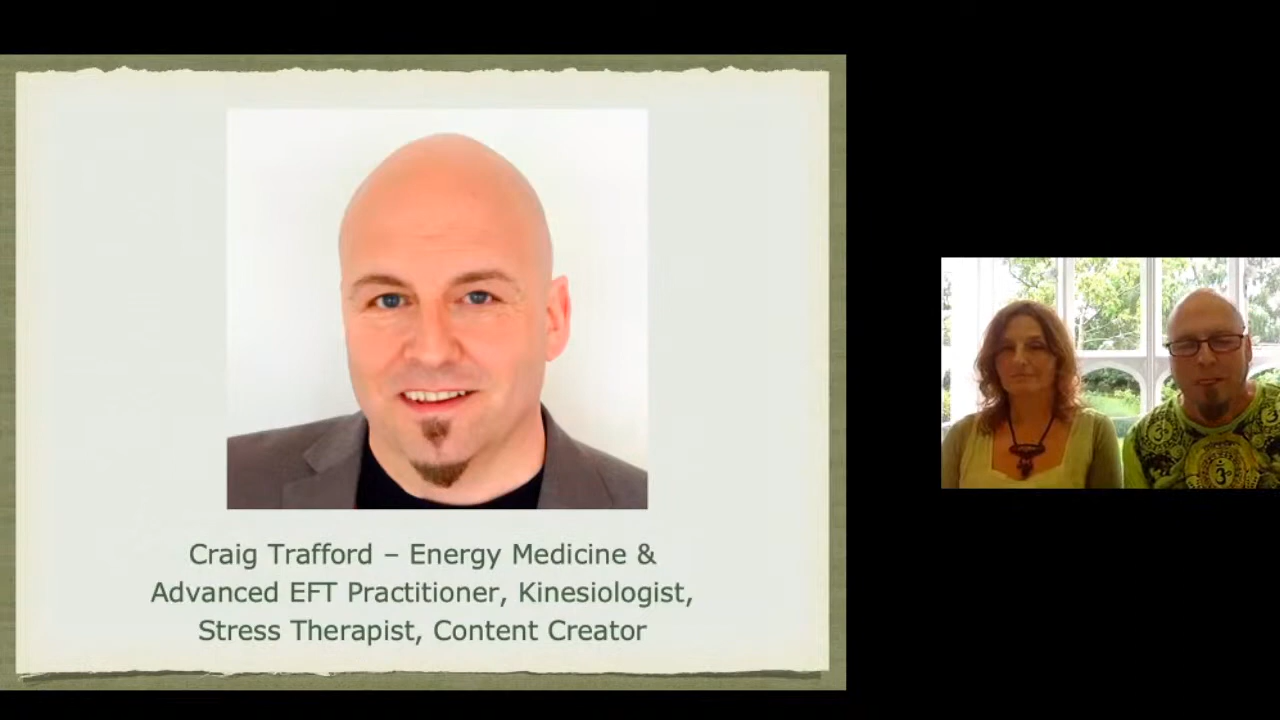 Craig Trafford – Energy Medicine &
Advanced EFT Practitioner, Kinesiologist,
Stress Therapist, Content Creator
ॐ